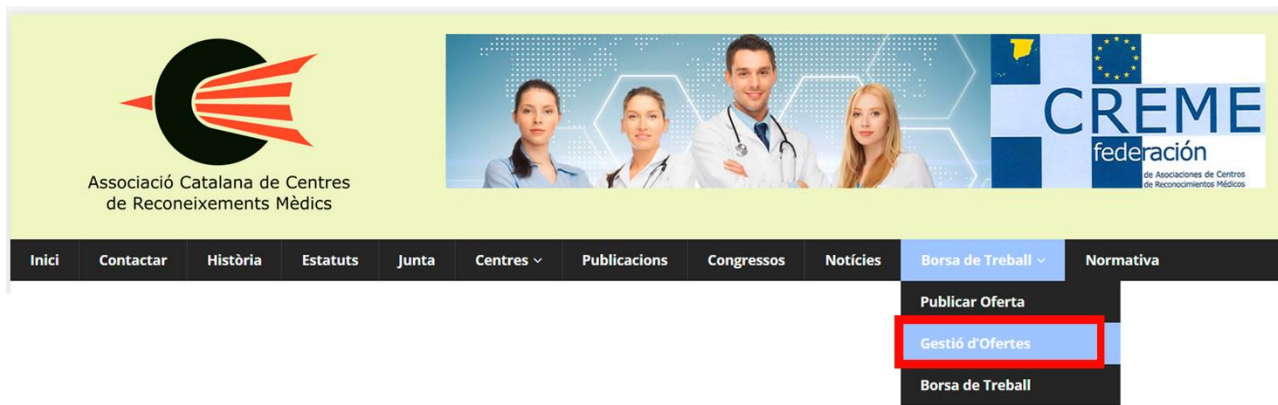 Associació Catalana de Centres
de Reconeixements Mèdics
CREME
federación
de Asociaciones de Centros
de Reconocimientos Médicos
Inici Contactar Història Estatuts Junta Centres Publicacions Congressos Notícies Borsa de Treball Normativa
Publicar Oferta
Gestió d'Ofertes
Borsa de Treball